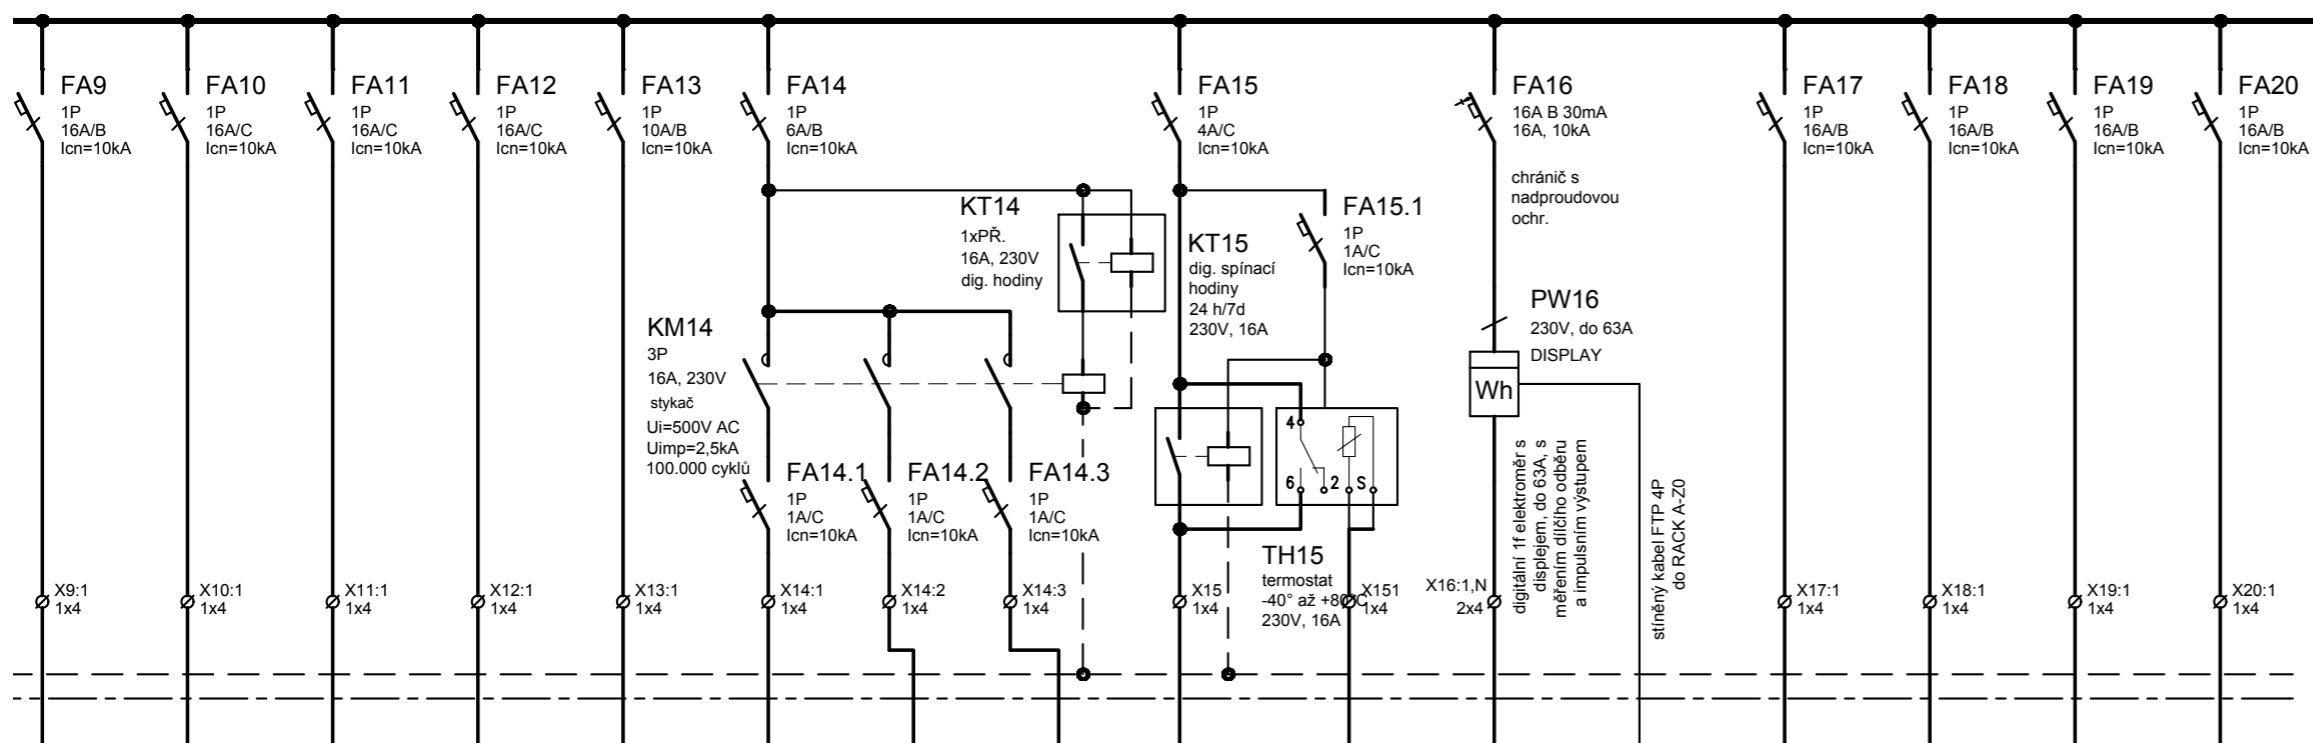 FA9
1P
16A/B
Icn=10kA
FA10
1P
16A/C
Icn=10kA
FA11
1P
16A/C
Icn=10kA
FA12
1P
16A/C
Icn=10kA
FA13
1P
10A/B
Icn=10kA
FA14
1P
6A/B
Icn=10kA
FA15
1P
4A/C
Icn=10kA
FA16
16A B 30mA
16A, 10kA
chránič s
nadproudovou
ochr.
FA17
1P
16A/B
Icn=10kA
FA18
1P
16A/B
Icn=10kA
FA19
1P
16A/B
Icn=10kA
FA20
1P
16A/B
Icn=10kA
KT14
1xPŘ.
16A, 230V
dig. hodiny
KT15
dig. spínací
hodiny
24 h/7d
230V, 16A
FA15.1
1P
1A/C
Icn=10kA
KM14
3P
16A, 230V
stykač
Ui=500V AC
Uimp=2,5kA
100.000 cyklů
PW16
230V, do 63A
DISPLAY
Wh
FA14.1
1P
1A/C
Icn=10kA
FA14.2
1P
1A/C
Icn=10kA
FA14.3
1P
1A/C
Icn=10kA
4
6
2
S
TH15
termostat
-40° až +80°C
230V, 16A
digitální 1f elektroměr s
displejem, do 63A, s
měřením dílčího odběru
a impulsním výstupem
stíněný kabel FTP 4P
do RACK A-Z0
X9:1
1x4
X10:1
1x4
X11:1
1x4
X12:1
1x4
X13:1
1x4
X14:1
1x4
X14:2
1x4
X14:3
1x4
X15
1x4
X151
1x4
X16:1,N
2x4
X17:1
1x4
X18:1
1x4
X19:1
1x4
X20:1
1x4